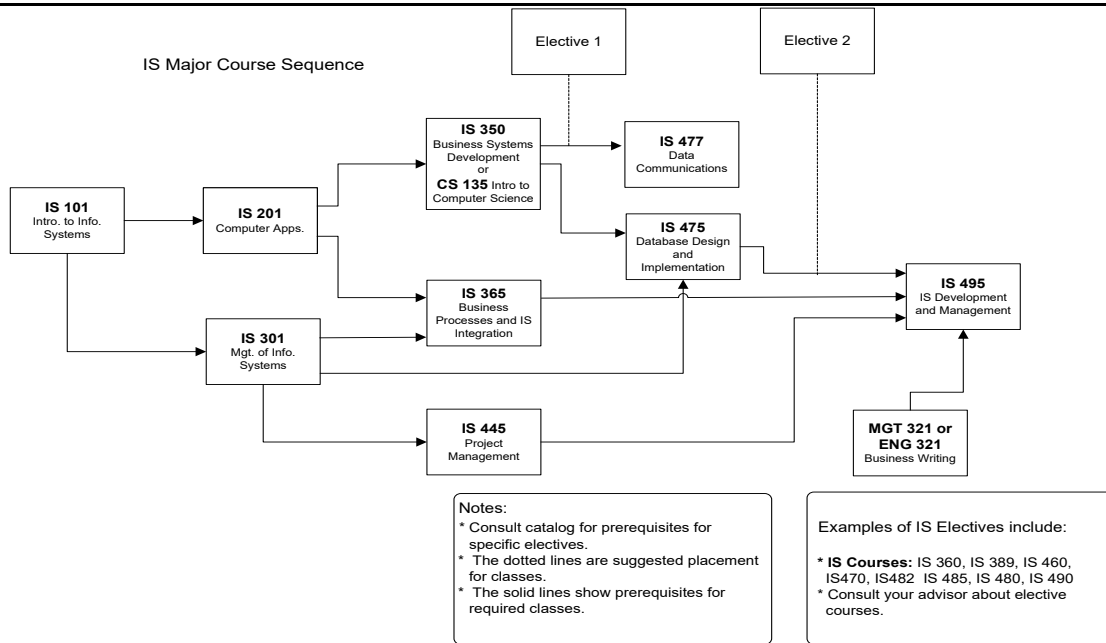 IS Major Course Sequence
Elective 1
Elective 2
IS 350
Business Systems
Development
or
CS 135 Intro to
Computer Science
IS 477
Data
Communications
IS 101
Intro. to Info.
Systems
IS 201
Computer Apps.
IS 475
Database Design
and
Implementation
IS 365
Business
Processes and IS
Integration
IS 495
IS Development
and Management
IS 301
Mgt. of Info.
Systems
IS 445
Project
Management
MGT 321 or
ENG 321
Business Writing
Notes:
* Consult catalog for prerequisites for
specific electives.
* The dotted lines are suggested placement
for classes.
* The solid lines show prerequisites for
required classes.
Examples of IS Electives include:
* IS Courses: IS 360, IS 389, IS 460,
IS470, IS482 IS 485, IS 480, IS 490
* Consult your advisor about elective
courses.